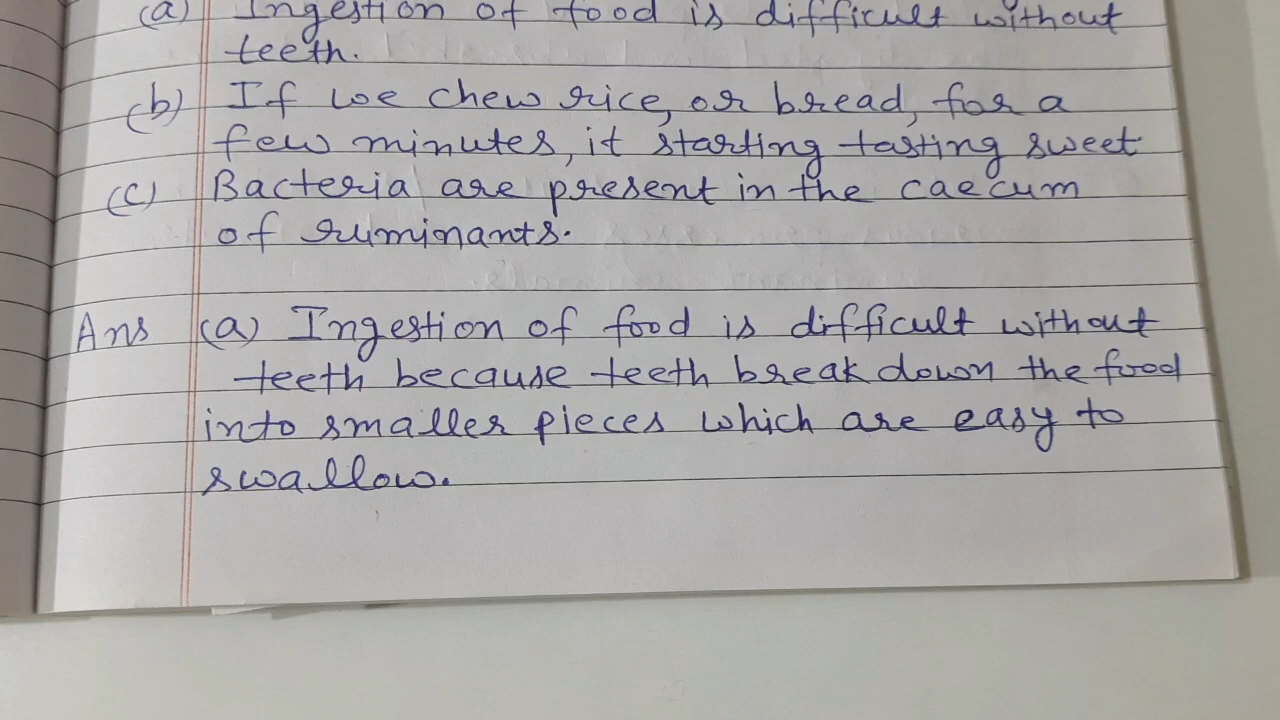 (a) Ingestion of food is difficult without
teeth.
(b) If we chew rice, or bread, for a
few minutes, it starting tasting sweet
(c) Bacteria are present in the caecum
of ruminants.
Ans (a) Ingestion of food is difficult without
teeth because teeth break down the food
into smaller pieces which are easy to
swallow.